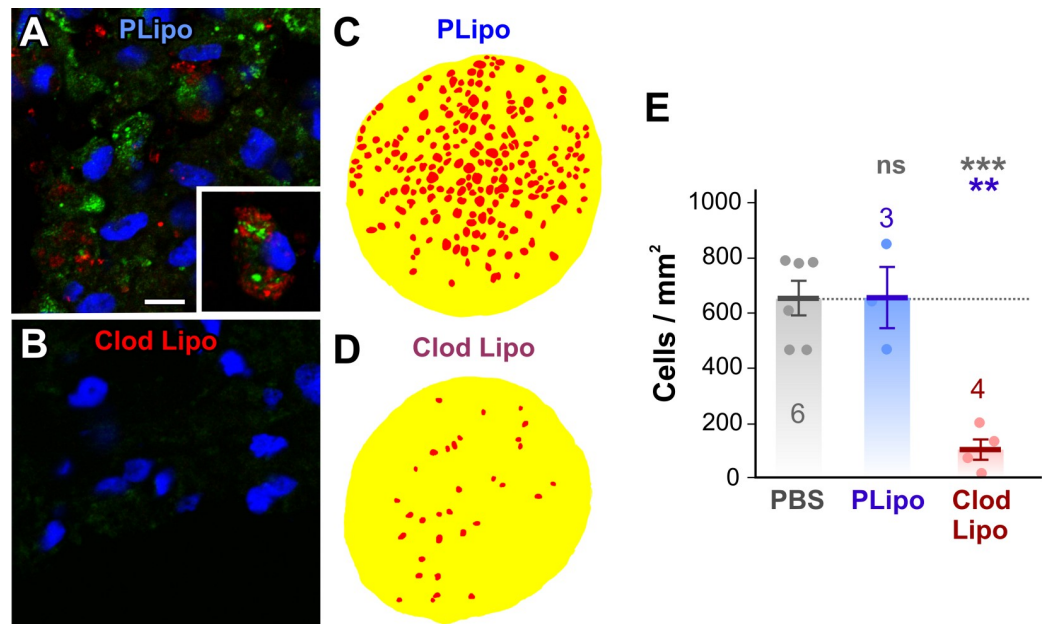 A
PLipo
B
Clod Lipo
C
PLipo
D
Clod Lipo
E
ns
***
**
Cells / mm²
1000
800
600
400
200
0
6
3
4
PBS
PLipo
Clod
Lipo